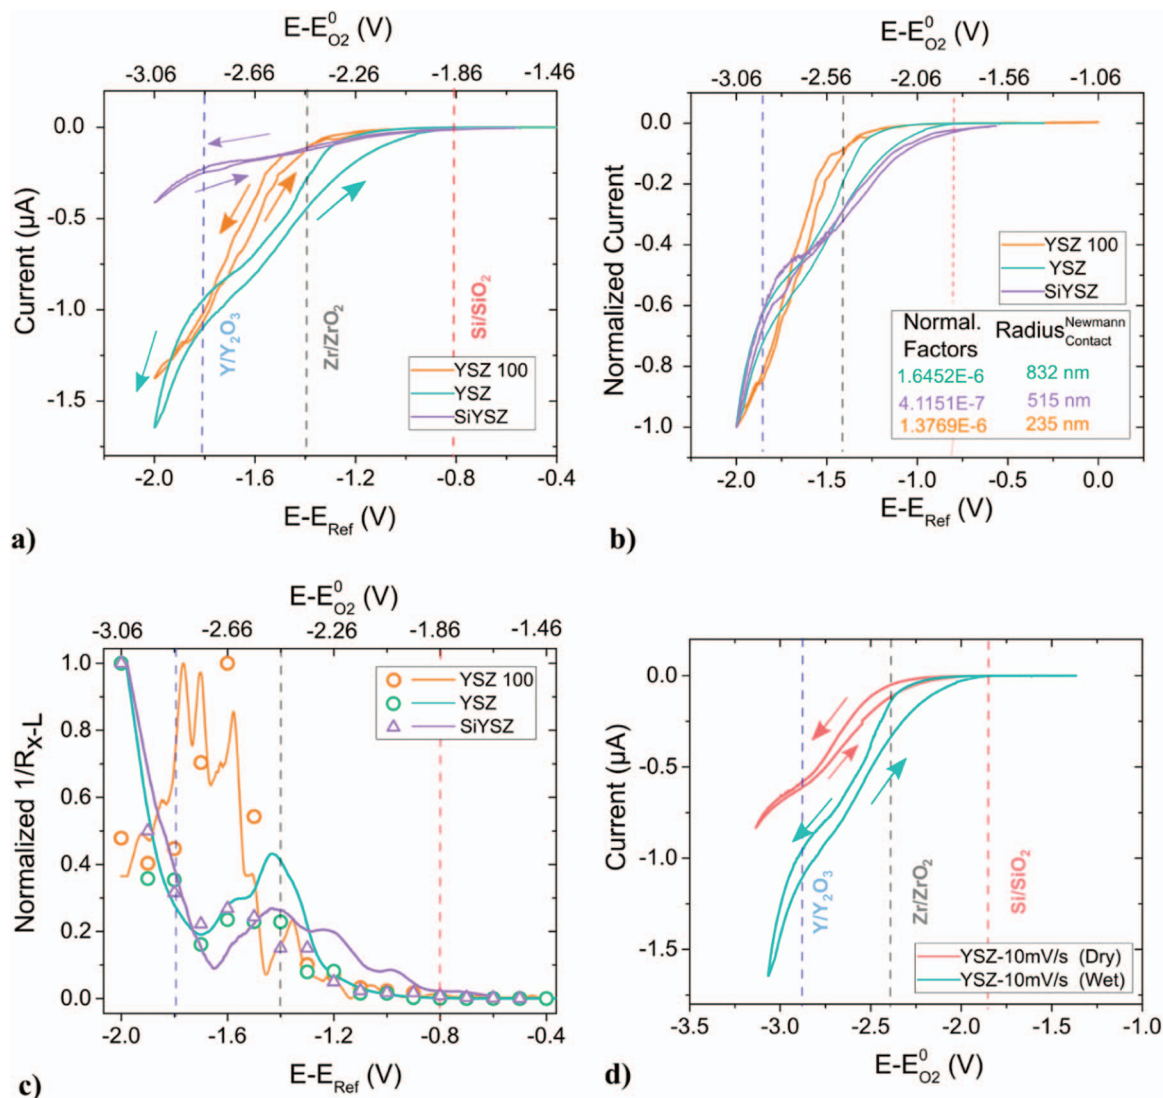 E-E⁰O2 (V)
-3.06 -2.66 -2.26 -1.86 -1.46
0.0
-0.5
-1.0
-1.5
Current (µA)
Y/Y₂O₃
Zr/ZrO₂
Si/SiO₂
YSZ 100
YSZ
SiYSZ
-2.0 -1.6 -1.2 -0.8 -0.4
E-ERef (V)
a)
E-E⁰O2 (V)
-3.06 -2.56 -2.06 -1.56 -1.06
0.0
-0.2
-0.4
-0.6
-0.8
-1.0
Normalized Current
YSZ 100
YSZ
SiYSZ
Normal. Radius Newmann
Factors Contact
1.6452E-6 832 nm
4.1151E-7 515 nm
1.3769E-6 235 nm
-2.0 -1.5 -1.0 -0.5 0.0
E-ERef (V)
b)
E-E⁰O2 (V)
-3.06 -2.66 -2.26 -1.86 -1.46
1.0
0.8
0.6
0.4
0.2
0.0
Normalized 1/Rx-L
YSZ 100
YSZ
SiYSZ
-2.0 -1.6 -1.2 -0.8 -0.4
E-ERef (V)
c)
0.0
-0.5
-1.0
-1.5
Current (µA)
Y/Y₂O₃
Zr/ZrO₂
Si/SiO₂
YSZ-10mV/s (Dry)
YSZ-10mV/s (Wet)
-3.5 -3.0 -2.5 -2.0 -1.5 -1.0
E-E⁰O2 (V)
d)